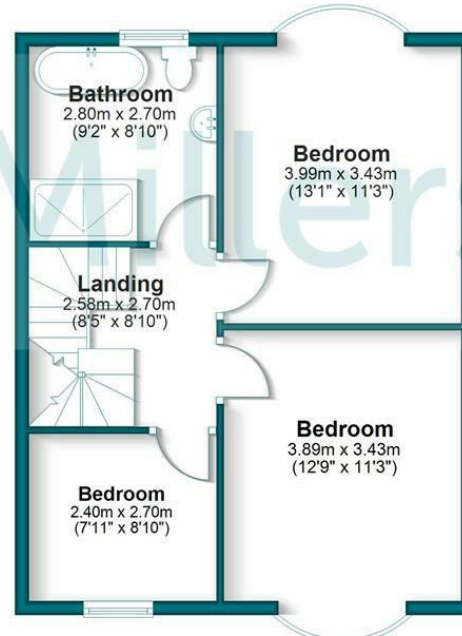 Bathroom
2.80m x 2.70m
(9'2" x 8'10")
Bedroom
3.99m x 3.43m
(13'1" x 11'3")
Millers
Landing
2.58m x 2.70m
(8'5" x 8'10")
Bedroom
3.89m x 3.43m
(12'9" x 11'3")
Bedroom
2.40m x 2.70m
(7'11" x 8'10")